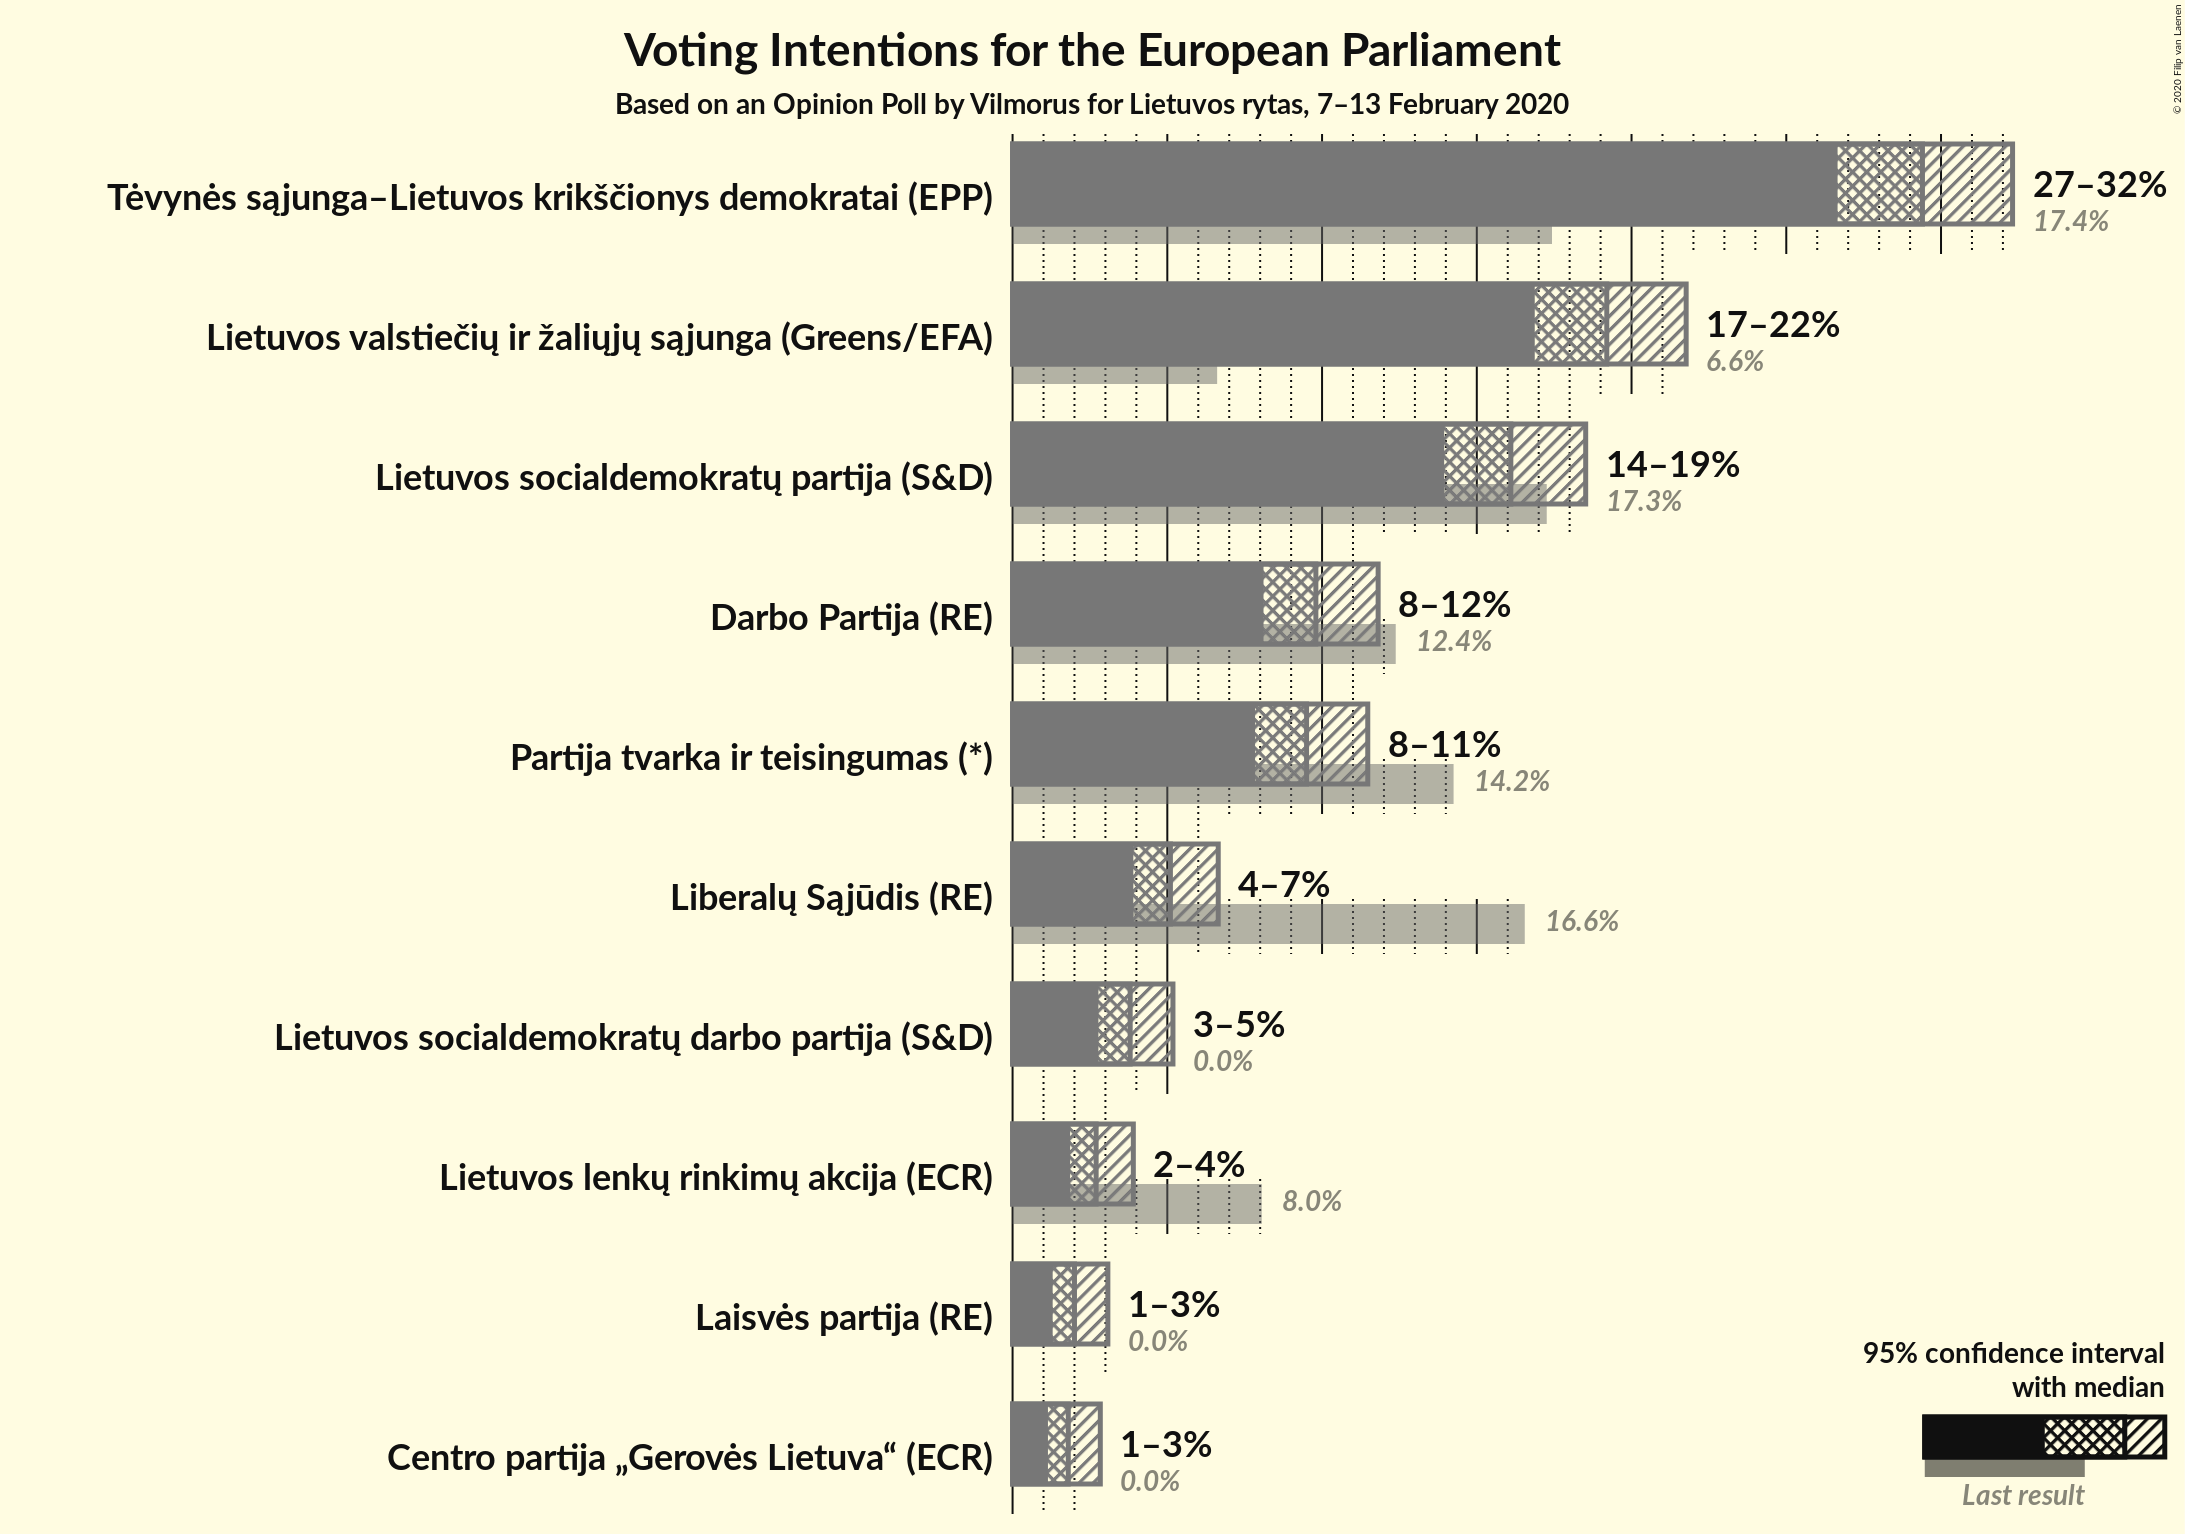 Voting Intentions for the European Parliament
Based on an Opinion Poll by Vilmorus for Lietuvos rytas, 7–13 February 2020
© 2020 Filip van Laenen
Tėvynės sąjunga–Lietuvos krikščionys demokratai (EPP)
27–32%
17.4%
Lietuvos valstiečių ir žaliųjų sąjunga (Greens/EFA)
17–22%
6.6%
Lietuvos socialdemokratų partija (S&D)
14–19%
17.3%
Darbo Partija (RE)
8–12%
12.4%
Partija tvarka ir teisingumas (*)
8–11%
14.2%
Liberalų Sąjūdis (RE)
4–7%
16.6%
Lietuvos socialdemokratų darbo partija (S&D)
3–5%
0.0%
Lietuvos lenkų rinkimų akcija (ECR)
2–4%
8.0%
Laisvės partija (RE)
1–3%
0.0%
Centro partija „Gerovės Lietuva“ (ECR)
1–3%
0.0%
95% confidence interval
with median
Last result